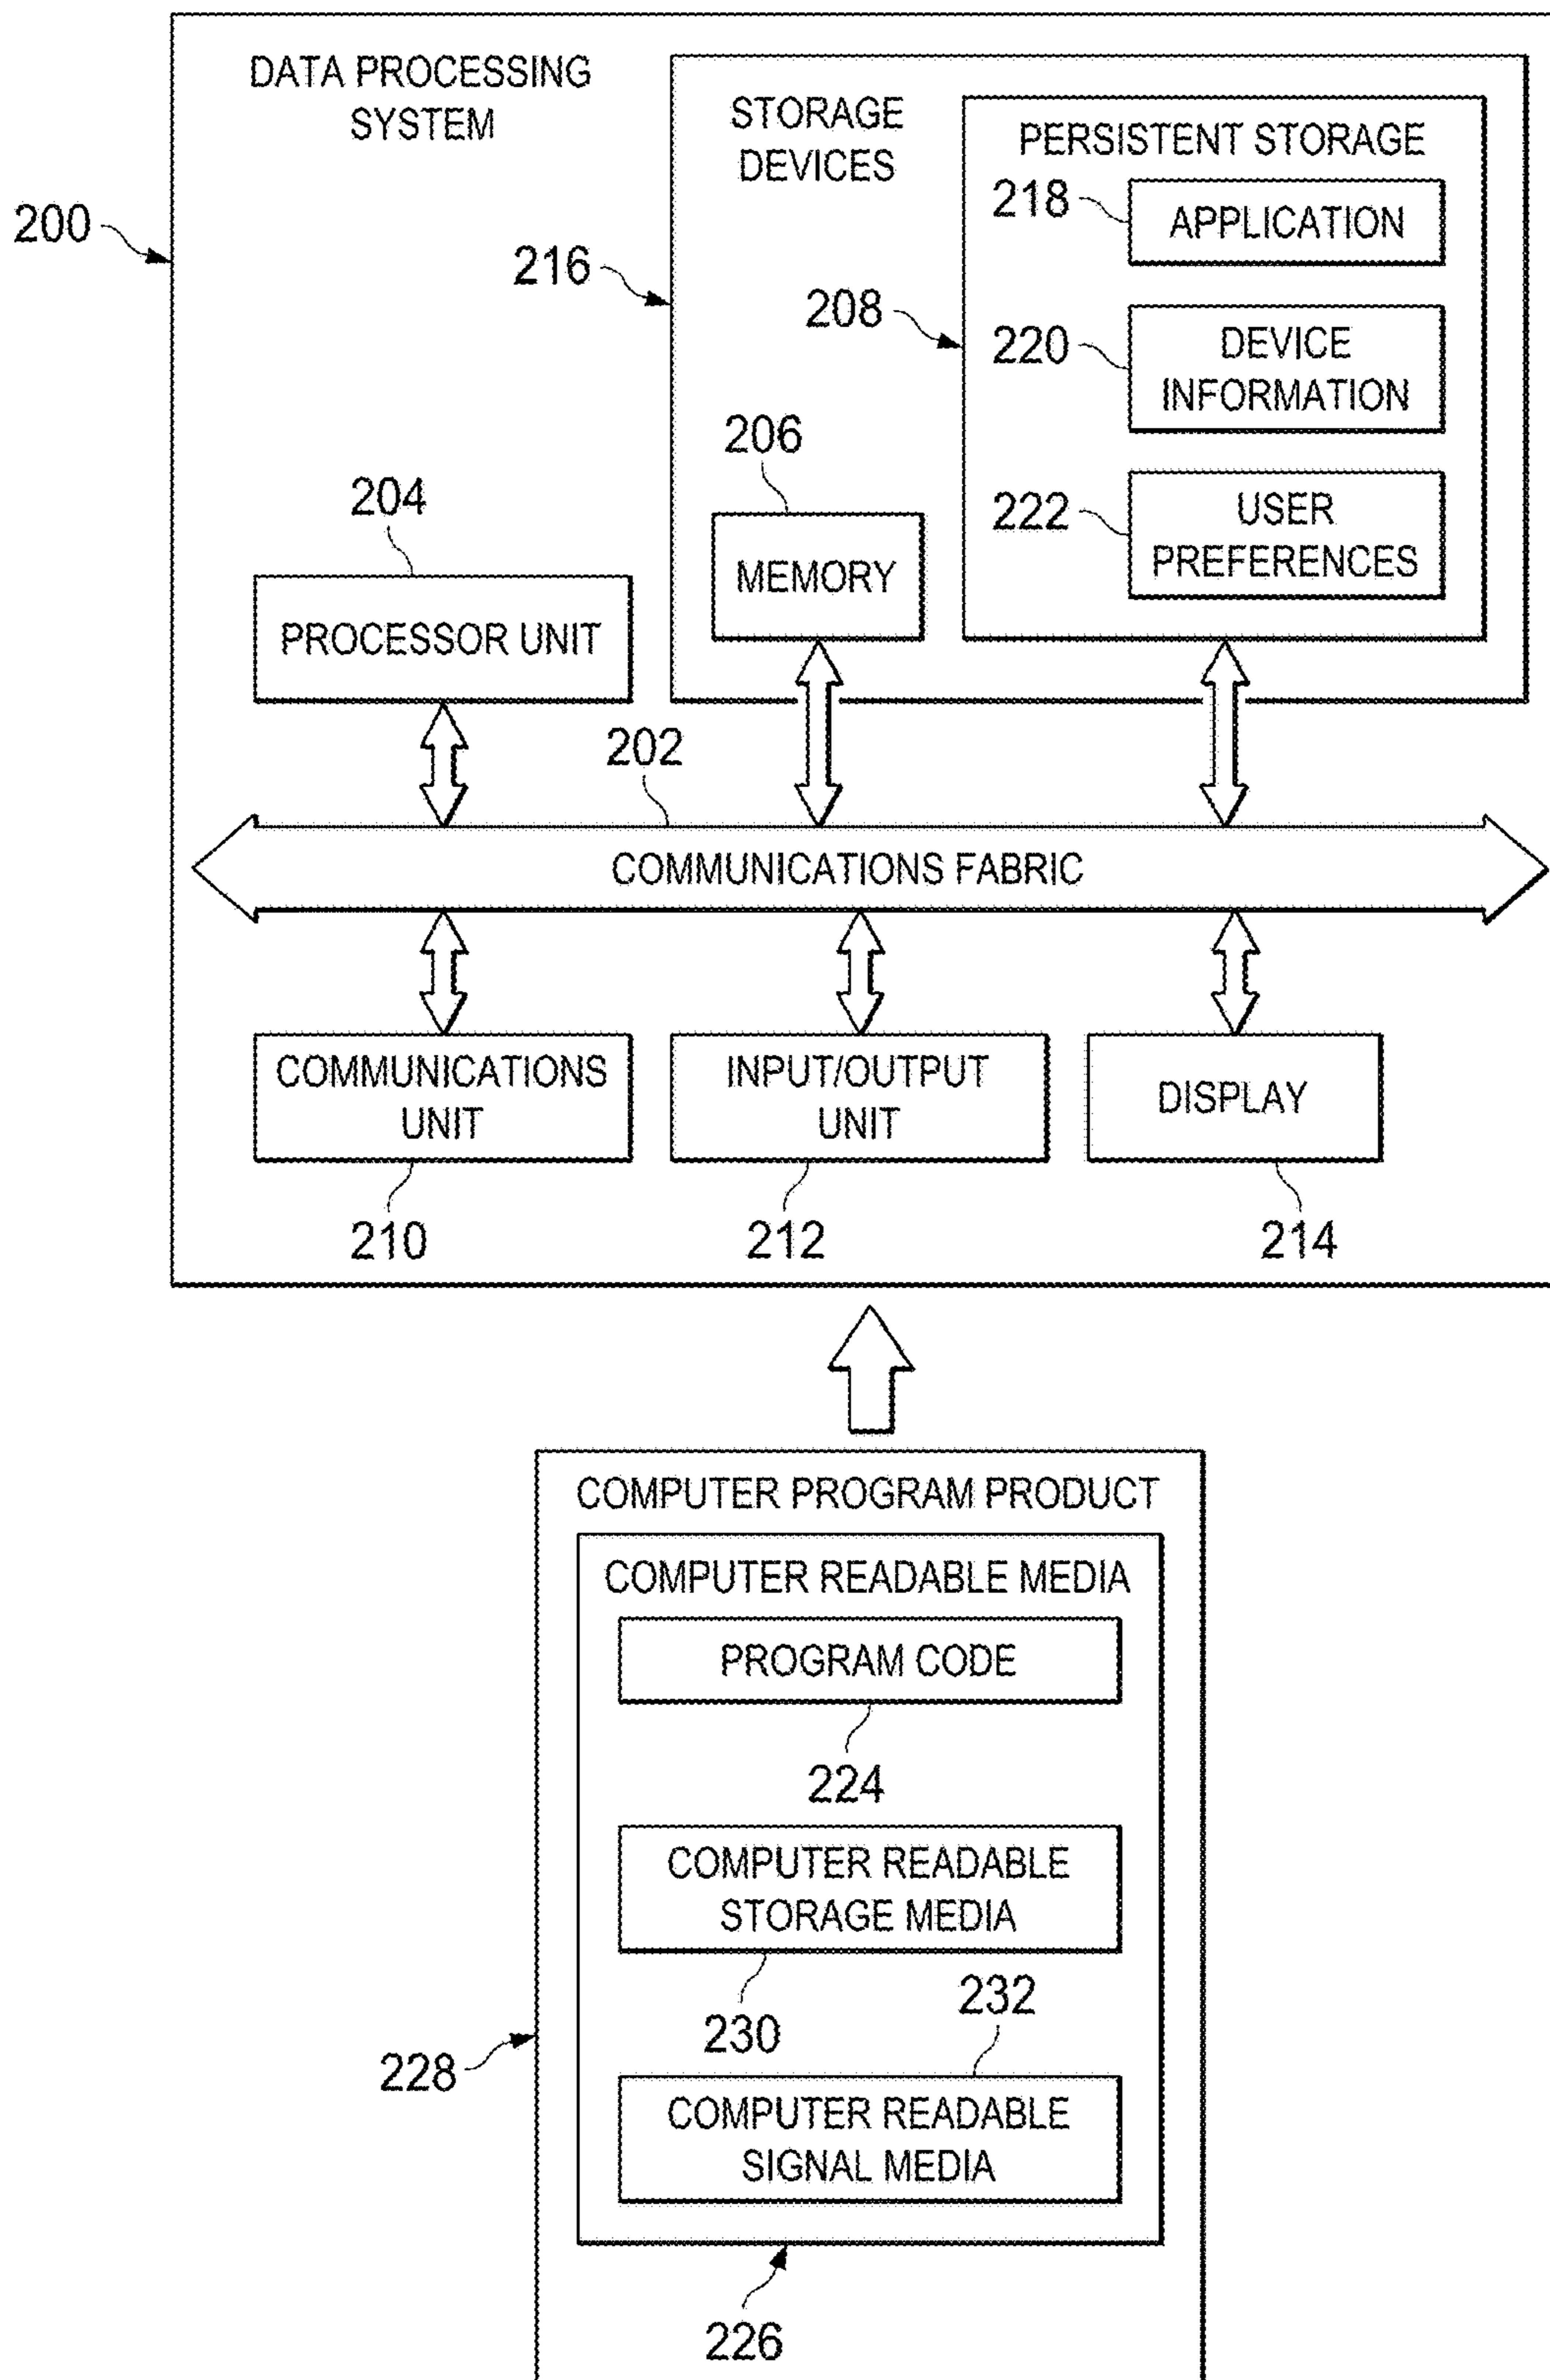 DATA PROCESSING
SYSTEM
200
STORAGE
DEVICES
216
PERSISTENT STORAGE
208
218
APPLICATION
220
DEVICE
INFORMATION
222
USER
PREFERENCES
206
MEMORY
204
PROCESSOR UNIT
202
COMMUNICATIONS FABRIC
COMMUNICATIONS
UNIT
210
INPUT/OUTPUT
UNIT
212
DISPLAY
214
COMPUTER PROGRAM PRODUCT
COMPUTER READABLE MEDIA
PROGRAM CODE
224
COMPUTER READABLE
STORAGE MEDIA
230
232
228
COMPUTER READABLE
SIGNAL MEDIA
226